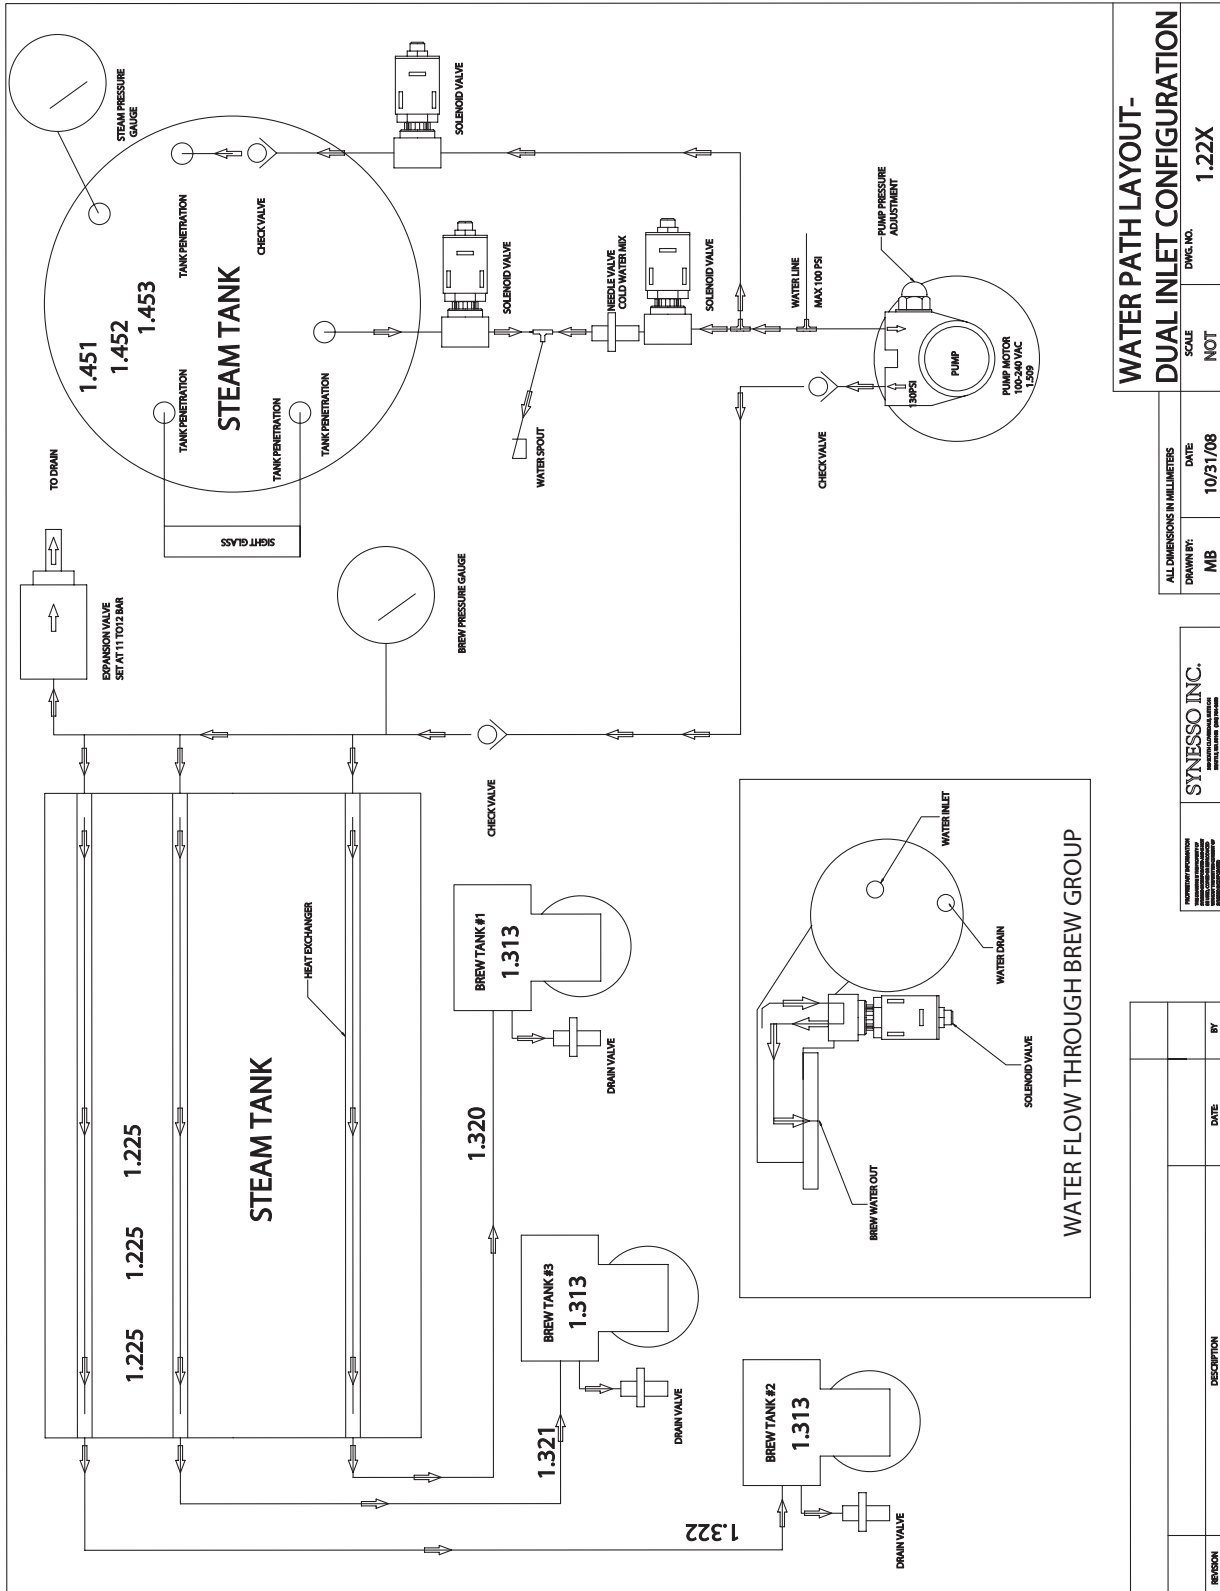 STEAM PRESSURE
GAUGE
SOLENOID VALVE
TANK PENETRATION
CHECK VALVE
1.451
1.452
1.453
STEAM TANK
TANK PENETRATION
TANK PENETRATION
TANK PENETRATION
SOLENOID VALVE
NEEDLE VALVE
COLD WATER MIX
SOLENOID VALVE
WATER LINE
MAX 100 PSI
PUMP PRESSURE
ADJUSTMENT
PUMP
PUMP MOTOR
100-240 VAC
1.509
130PSI
CHECK VALVE
WATER SPOUT
TO DRAIN
SIGHT GLASS
EXPANSION VALVE
SET AT 11 TO12 BAR
BREW PRESSURE GAUGE
CHECK VALVE
HEAT EXCHANGER
STEAM TANK
1.225
1.225
1.225
BREW TANK #1
1.313
DRAIN VALVE
1.320
BREW TANK #3
1.313
DRAIN VALVE
1.321
BREW TANK #2
1.313
DRAIN VALVE
1.322
WATER INLET
WATER DRAIN
SOLENOID VALVE
BREW WATER OUT
WATER FLOW THROUGH BREW GROUP
WATER PATH LAYOUT-
DUAL INLET CONFIGURATION
ALL DIMENSIONS IN MILLIMETERS
DRAWN BY:
MB
DATE:
10/31/08
SCALE
NOT
DWG. NO.
1.22X
SYNESSO INC.
PROPRIETARY INFORMATION
REVISION
DESCRIPTION
DATE:
BY